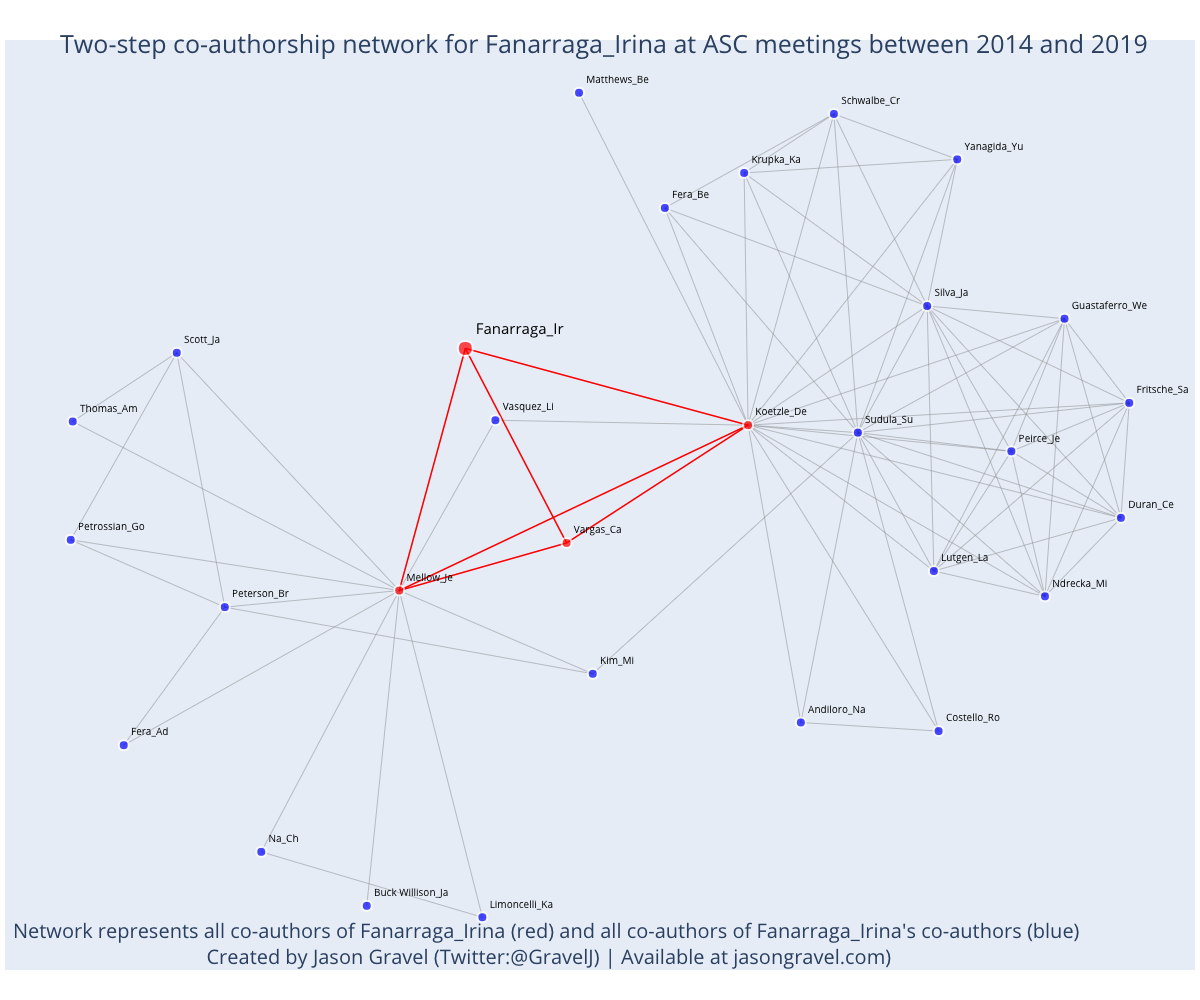 Two-step co-authorship network for Fanarraga_Irina at ASC meetings between 2014 and 2019
Matthews_Be
Schwalbe_Cr
Yanagida_Yu
Krupka_Ka
Fera_Be
Silva_Ja
Guastaferro_We
Fanarraga_Ir
Scott_Ja
Fritsche_Sa
Thomas_Am
Vasquez_Li
Koetzle_De
Sudula_Su
Peirce_Je
Duran_Ce
Petrossian_Go
Vargas_Ca
Lutgen_La
Mellow_Je
Ndrecka_Mi
Peterson_Br
Kim_Mi
Andiloro_Na
Costello_Ro
Fera_Ad
Na_Ch
Buck Willison_Ja
Limoncelli_Ka
Network represents all co-authors of Fanarraga_Irina (red) and all co-authors of Fanarraga_Irina's co-authors (blue)
Created by Jason Gravel (Twitter:@GravelJ) | Available at jasongravel.com)